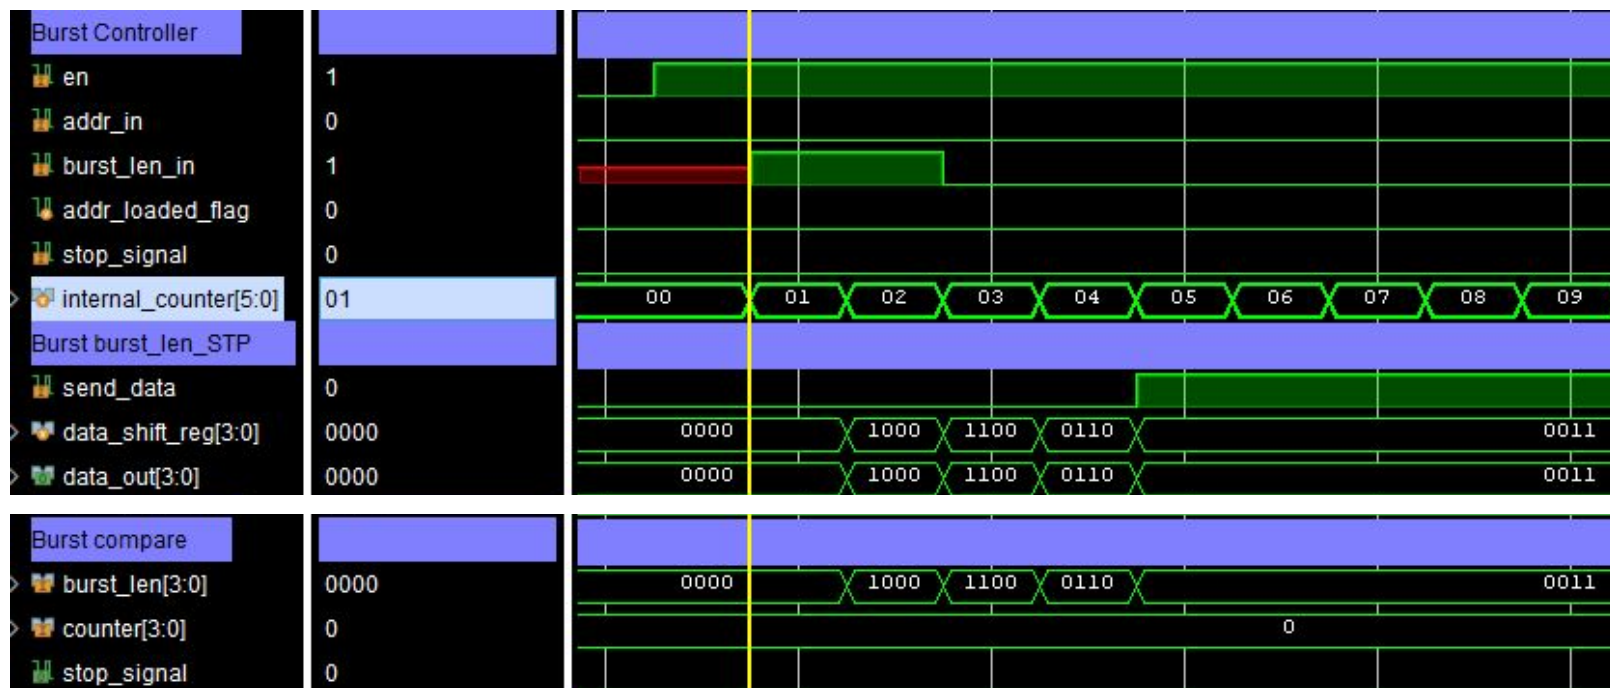 Burst Controller
en 1
addr_in 0
burst_len_in 1
addr_loaded_flag 0
stop_signal 0
internal_counter[5:0] 01 00 01 02 03 04 05 06 07 08 09
Burst burst_len_STP
send_data 0
data_shift_reg[3:0] 0000 0000 1000 1100 0110 0011
data_out[3:0] 0000 0000 1000 1100 0110 0011
Burst compare
burst_len[3:0] 0000 0000 1000 1100 0110 0011
counter[3:0] 0 0
stop_signal 0